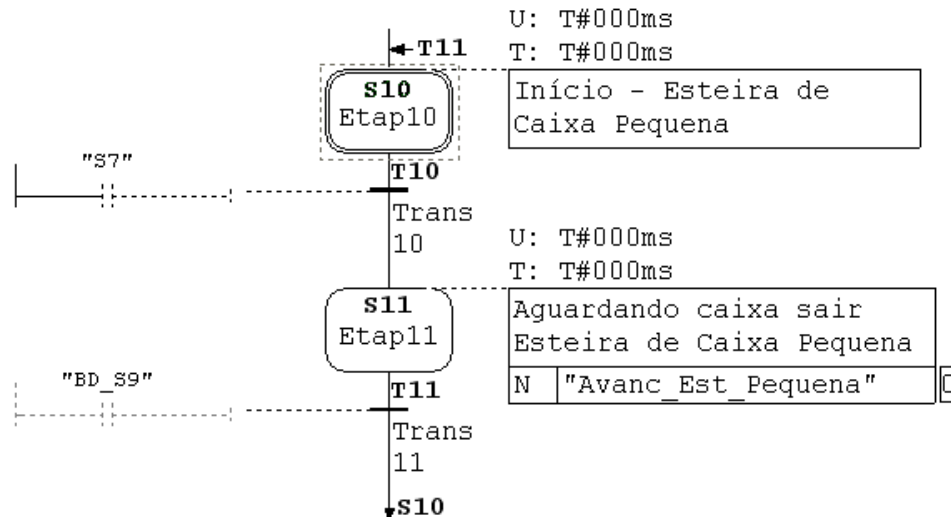 U: T#000ms
T11
T: T#000ms
S10
Etap10
Início - Esteira de
Caixa Pequena
"S7"
T10
Trans
10
U: T#000ms
T: T#000ms
S11
Etap11
Aguardando caixa sair
Esteira de Caixa Pequena
N "Avanc_Est_Pequena"
"BD_S9"
T11
Trans
11
S10